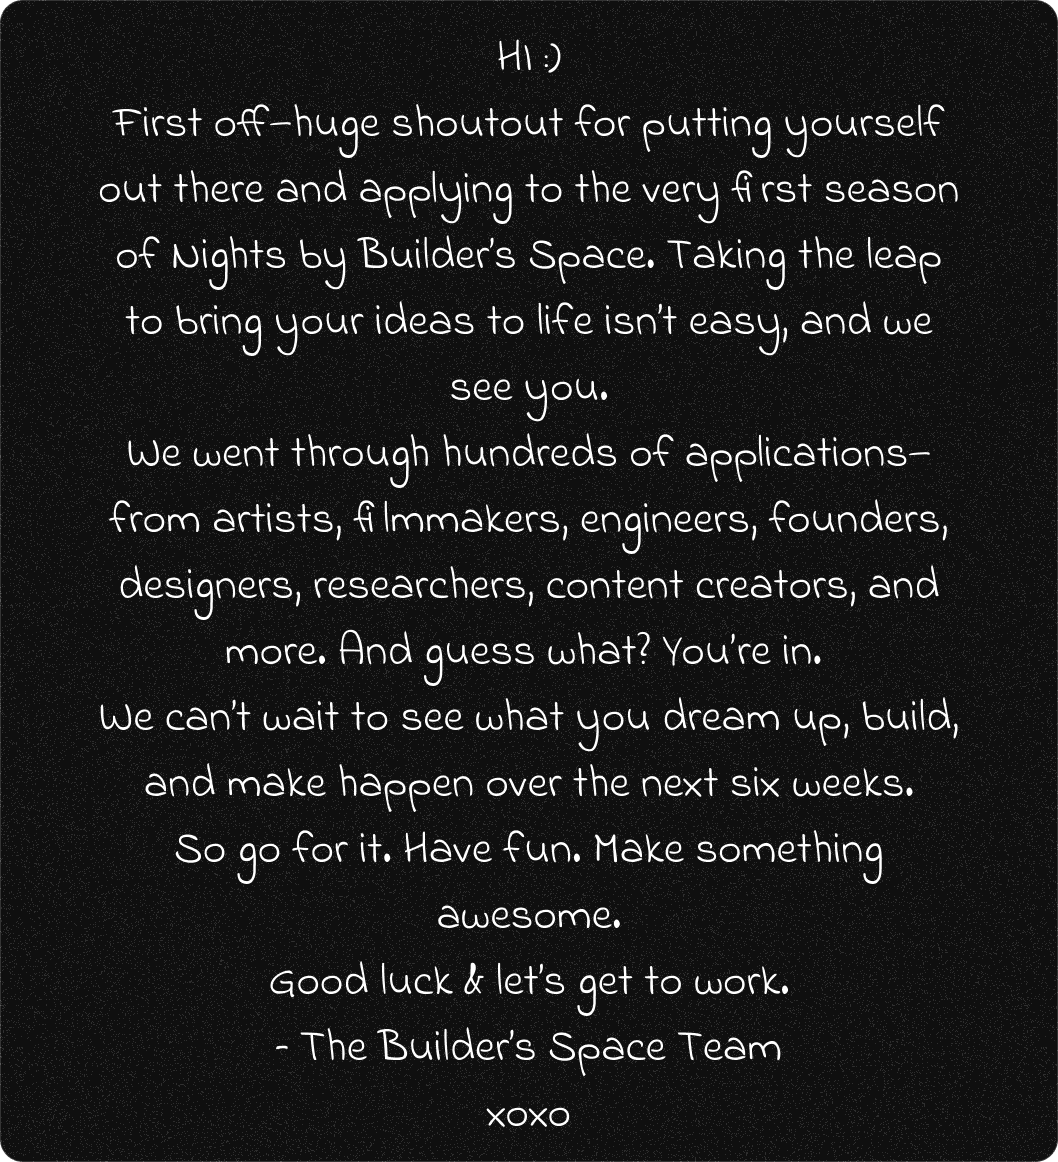 HI :)
First off–huge shoutout for putting yourself
out there and applying to the very first season
of Nights by Builder's Space. Taking the leap
to bring your ideas to life isn't easy, and we
see you.
We went through hundreds of applications–
from artists, filmmakers, engineers, founders,
designers, researchers, content creators, and
more. And guess what? You're in.
We can't wait to see what you dream up, build,
and make happen over the next six weeks.
So go for it. Have fun. Make something
awesome.
Good luck & let's get to work.
- The Builder's Space Team
xoxo